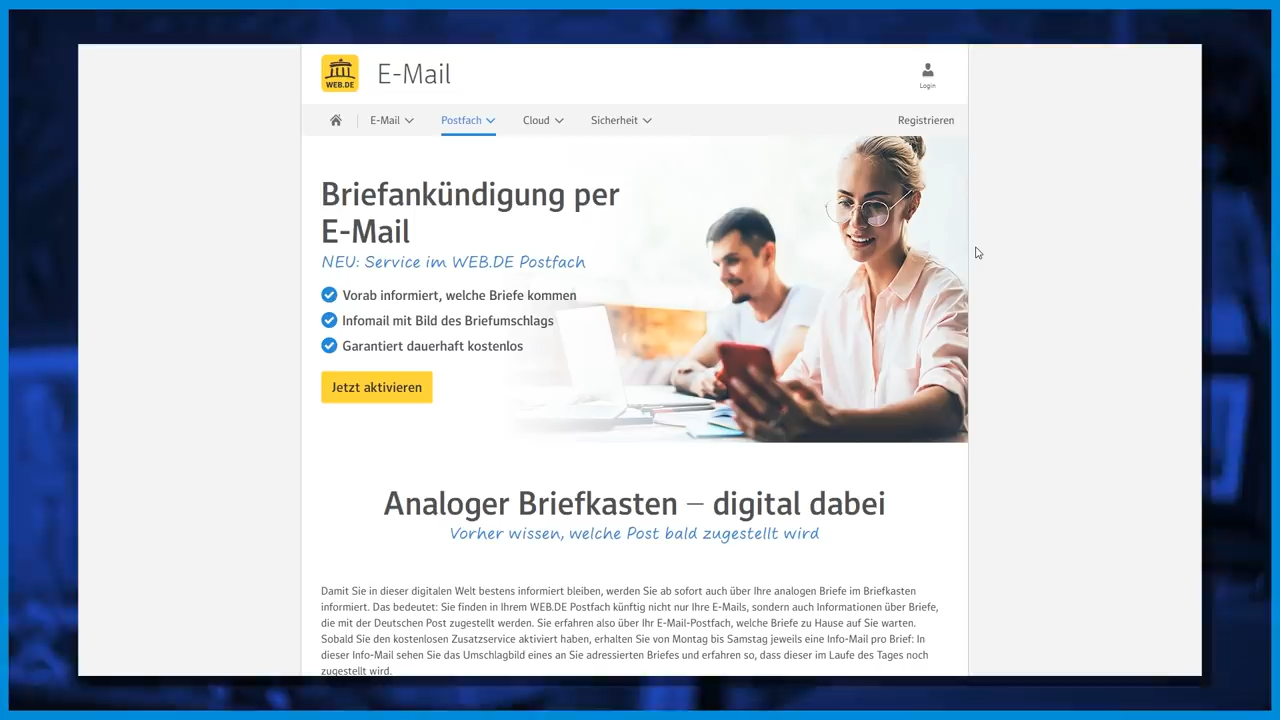 WEB.DE
E-Mail
Login
E-Mail
Postfach
Cloud
Sicherheit
Registrieren
Briefankündigung per
E-Mail
NEU: Service im WEB.DE Postfach
Vorab informiert, welche Briefe kommen
Infomail mit Bild des Briefumschlags
Garantiert dauerhaft kostenlos
Jetzt aktivieren
Analoger Briefkasten – digital dabei
Vorher wissen, welche Post bald zugestellt wird
Damit Sie in dieser digitalen Welt bestens informiert bleiben, werden Sie ab sofort auch über Ihre analogen Briefe im Briefkasten
informiert. Das bedeutet: Sie finden in Ihrem WEB.DE Postfach künftig nicht nur Ihre E-Mails, sondern auch Informationen über Briefe,
die mit der Deutschen Post zugestellt werden. Sie erfahren also über Ihr E-Mail-Postfach, welche Briefe zu Hause auf Sie warten.
Sobald Sie den kostenlosen Zusatzservice aktiviert haben, erhalten Sie von Montag bis Samstag jeweils eine Info-Mail pro Brief: In
dieser Info-Mail sehen Sie das Umschlagbild eines an Sie adressierten Briefes und erfahren so, dass dieser im Laufe des Tages noch
zugestellt wird.